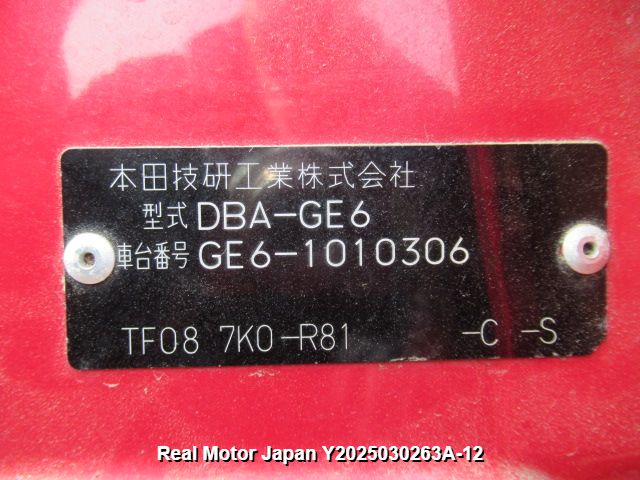 本田技研工業株式会社
型式 DBA-GE6
車台番号 GE6-1010306
TF08 7K0-R81 -C -S
Real Motor Japan Y2025030263A-12